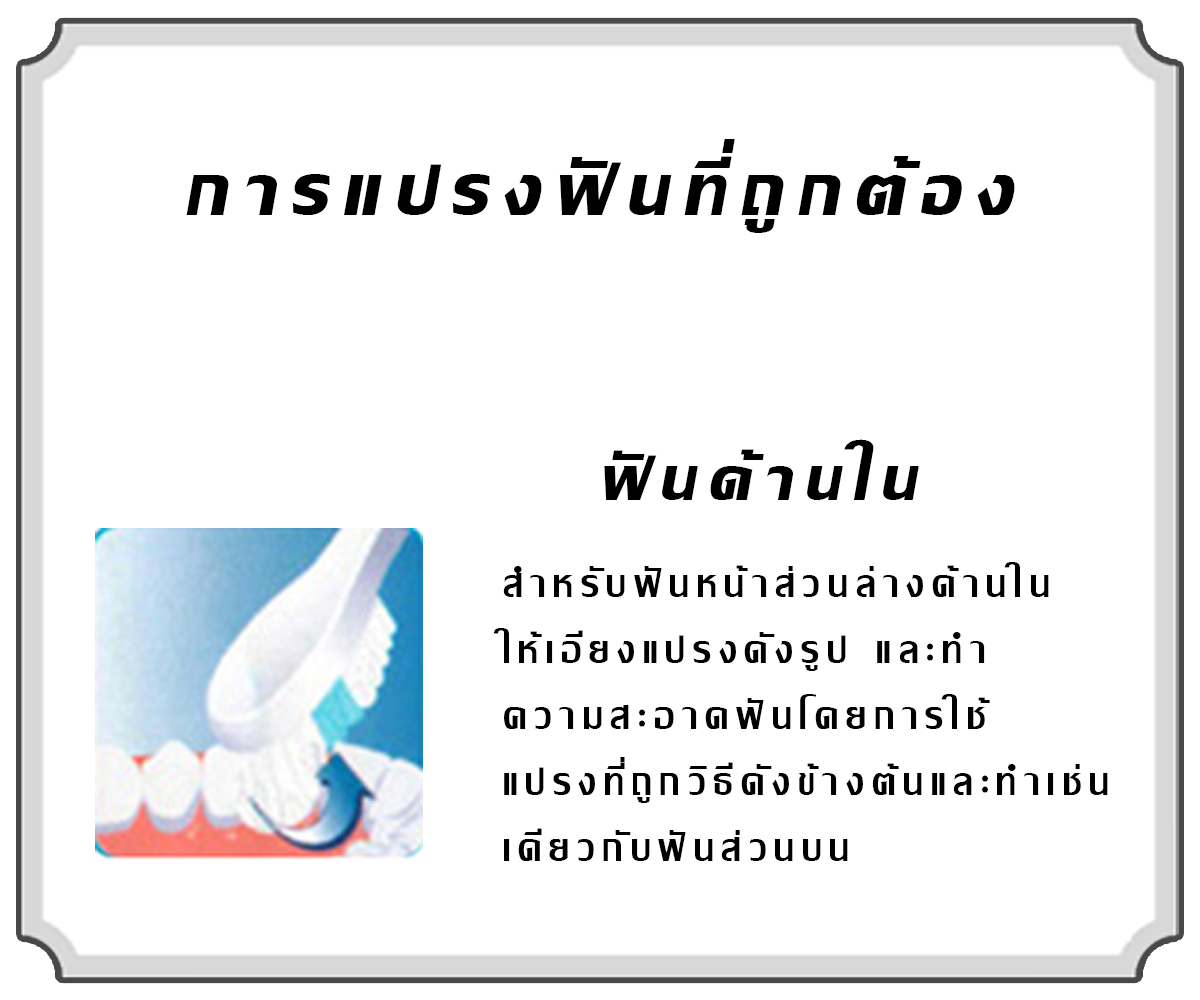 การแปรงฟันที่ถูกต้อง
ฟันด้านใน
สำหรับฟันหน้าส่วนล่างด้านใน
ให้เอียงแปรงดังรูป และทำ
ความสะอาดฟันโดยการใช้
แปรงที่ถูกวิธีดังข้างต้นและทำเช่น
เดียวกับฟันส่วนบน